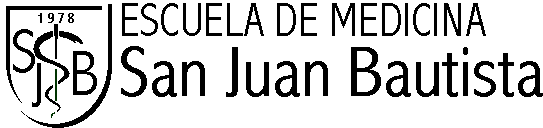 1978
SJB
ESCUELA DE MEDICINA
San Juan Bautista